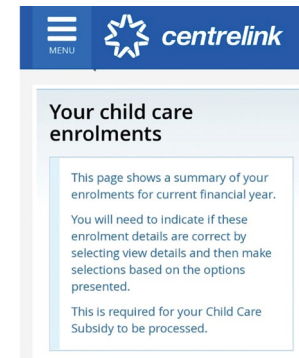 MENU
centrelink
Your child care
enrolments
This page shows a summary of your
enrolments for current financial year.
You will need to indicate if these
enrolment details are correct by
selecting view details and then make
selections based on the options
presented.
This is required for your Child Care
Subsidy to be processed.